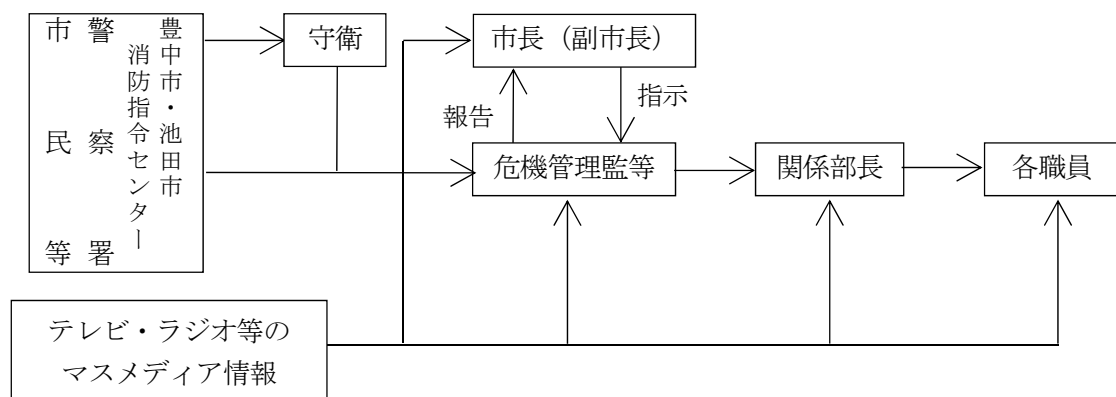 豊中市・池田市
消防指令センター
警察署
市民等
守衛
市長（副市長）
報告
指示
危機管理監等
関係部長
各職員
テレビ・ラジオ等の
マスメディア情報